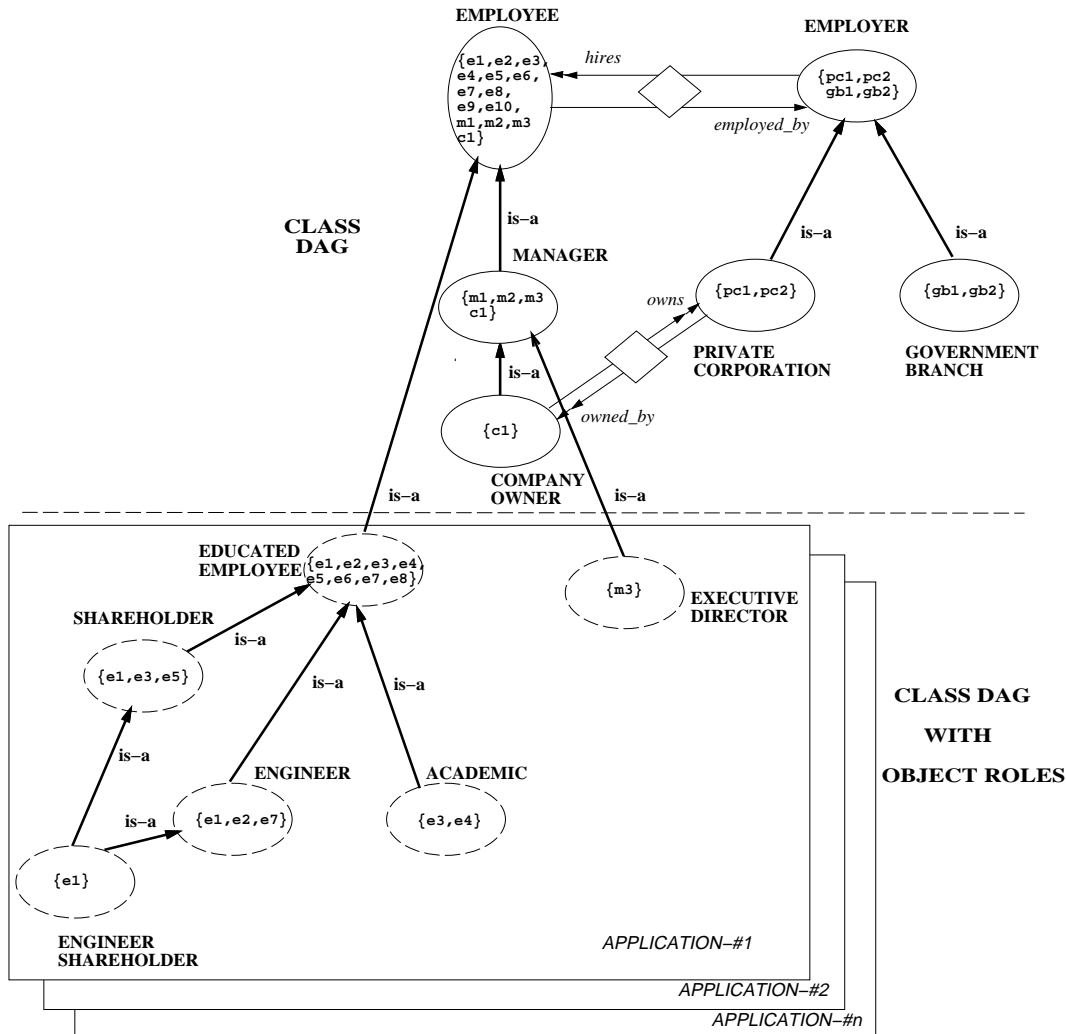 EMPLOYEE
EMPLOYER
{e1,e2,e3,
e4,e5,e6,
e7,e8,
e9,e10,
m1,m2,m3
c1}
hires
{pc1,pc2
gb1,gb2}
employed_by
CLASS
DAG
is–a
is–a
is–a
MANAGER
{m1,m2,m3
c1}
{pc1,pc2}
{gb1,gb2}
owns
PRIVATE
CORPORATION
GOVERNMENT
BRANCH
is–a
owned_by
{c1}
COMPANY
OWNER
is–a
is–a
EDUCATED
EMPLOYEE
{e1,e2,e3,e4,
e5,e6,e7,e8}
{m3}
EXECUTIVE
DIRECTOR
SHAREHOLDER
is–a
{e1,e3,e5}
is–a
is–a
CLASS DAG
WITH
OBJECT ROLES
is–a
ENGINEER
ACADEMIC
is–a
{e1,e2,e7}
{e3,e4}
{e1}
ENGINEER
SHAREHOLDER
APPLICATION–#1
APPLICATION–#2
APPLICATION–#n